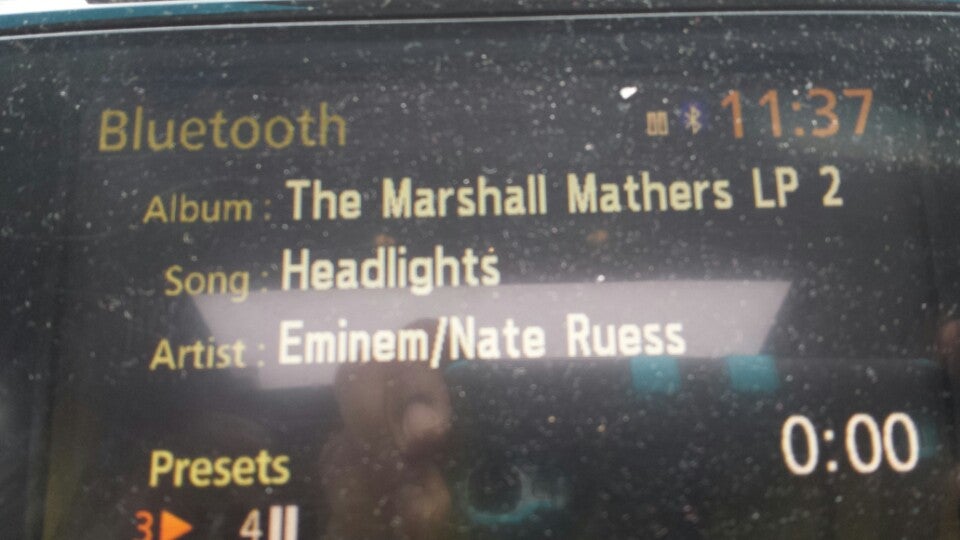 Bluetooth 11:37
Album : The Marshall Mathers LP 2
Song : Headlights
Artist : Eminem/Nate Ruess
0:00
Presets
3 4